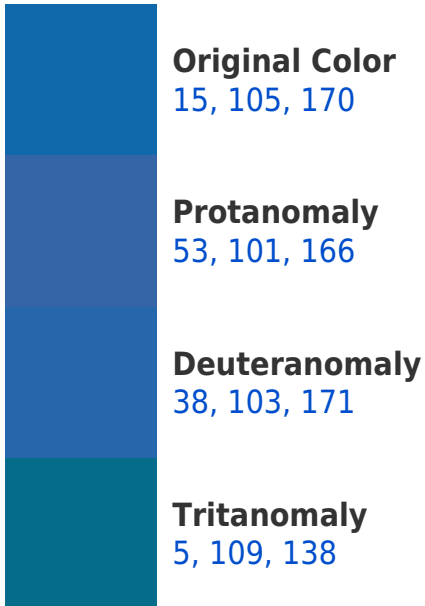 Original Color
15, 105, 170
Protanomaly
53, 101, 166
Deuteranomaly
38, 103, 171
Tritanomaly
5, 109, 138